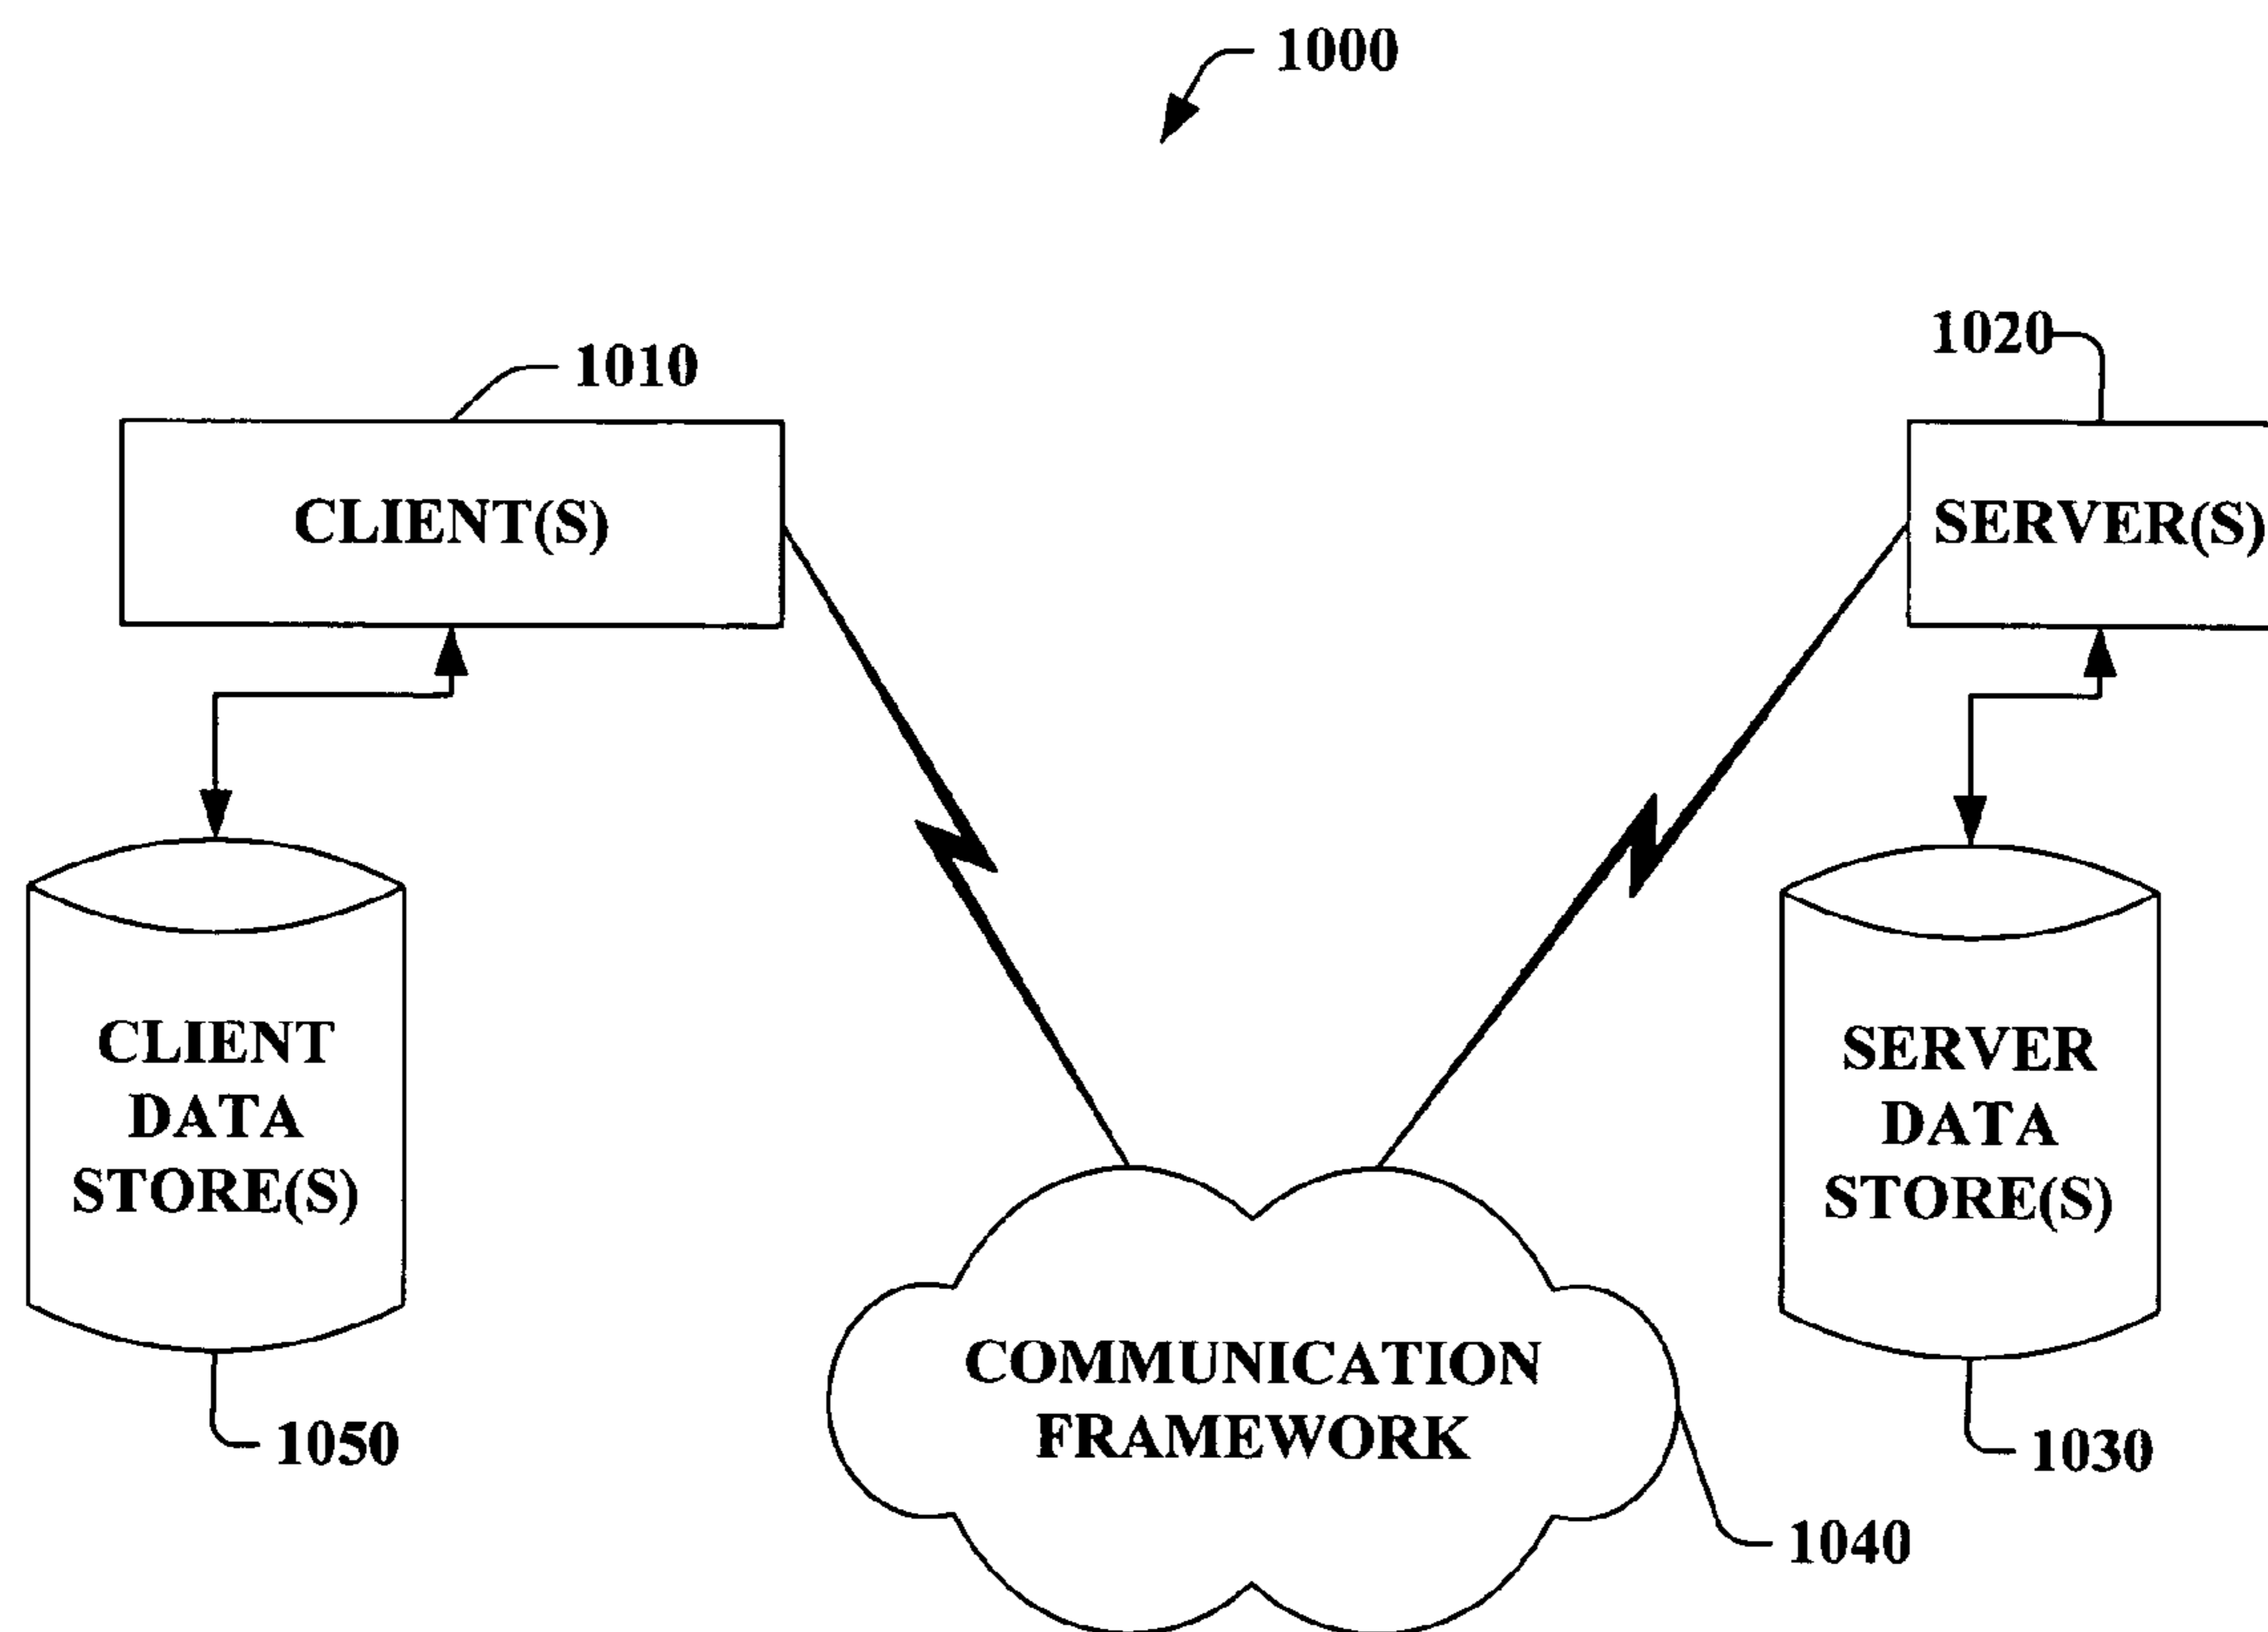 1000
1010
1020
CLIENT(S)
SERVER(S)
CLIENT
DATA
STORE(S)
SERVER
DATA
STORE(S)
COMMUNICATION
FRAMEWORK
1050
1030
1040